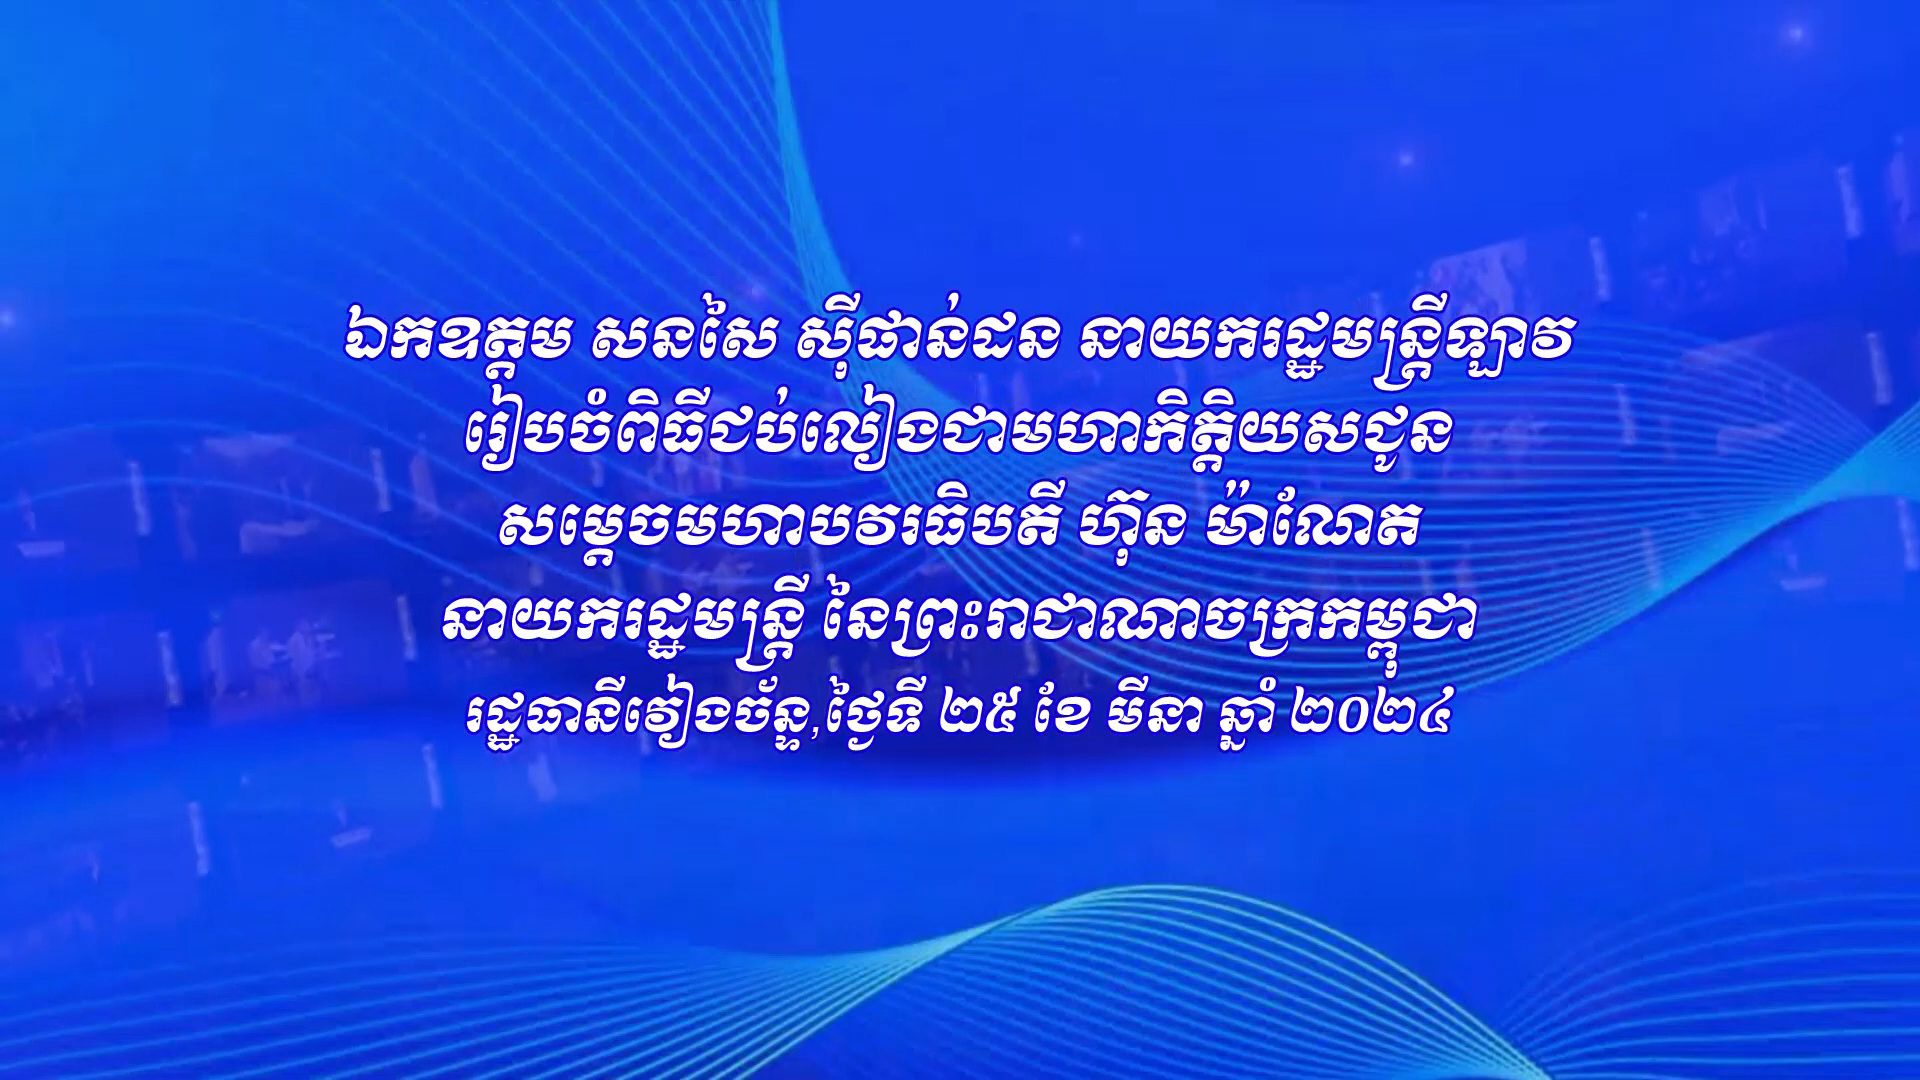 ឯកឧត្តម សនសៃ ស៊ីផាន់ដន នាយករដ្ឋមន្ត្រីឡាវ
រៀបចំពិធីជប់លៀងជាមហាកិត្តិយសជូន
សម្តេចមហាបវរធិបតី ហ៊ុន ម៉ាណែត
នាយករដ្ឋមន្ត្រី នៃព្រះរាជាណាចក្រកម្ពុជា
រដ្ឋធានីវៀងច័ន្ទ,ថ្ងៃទី ២៥ ខែ មីនា ឆ្នាំ ២០២៤